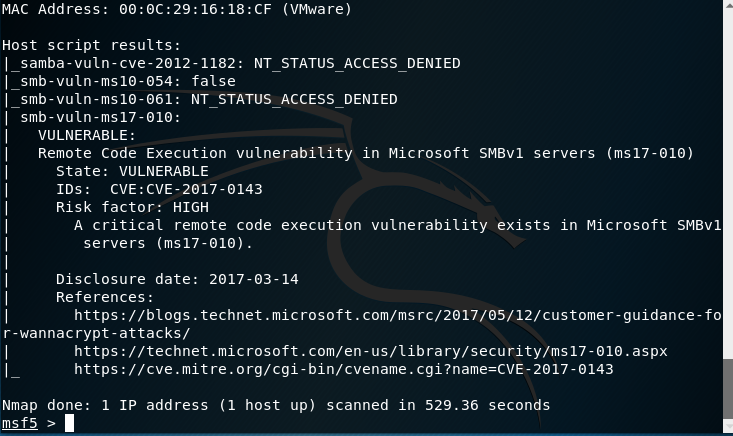 MAC Address: 00:0C:29:16:18:CF (VMware)
Host script results:
|_samba-vuln-cve-2012-1182: NT_STATUS_ACCESS_DENIED
|_smb-vuln-ms10-054: false
|_smb-vuln-ms10-061: NT_STATUS_ACCESS_DENIED
| smb-vuln-ms17-010:
|   VULNERABLE:
|   Remote Code Execution vulnerability in Microsoft SMBv1 servers (ms17-010)
|     State: VULNERABLE
|     IDs:  CVE:CVE-2017-0143
|     Risk factor: HIGH
|       A critical remote code execution vulnerability exists in Microsoft SMBv1
|        servers (ms17-010).
|
|     Disclosure date: 2017-03-14
|     References:
|       https://blogs.technet.microsoft.com/msrc/2017/05/12/customer-guidance-fo
r-wannacrypt-attacks/
|       https://technet.microsoft.com/en-us/library/security/ms17-010.aspx
|_      https://cve.mitre.org/cgi-bin/cvename.cgi?name=CVE-2017-0143
Nmap done: 1 IP address (1 host up) scanned in 529.36 seconds
msf5 >